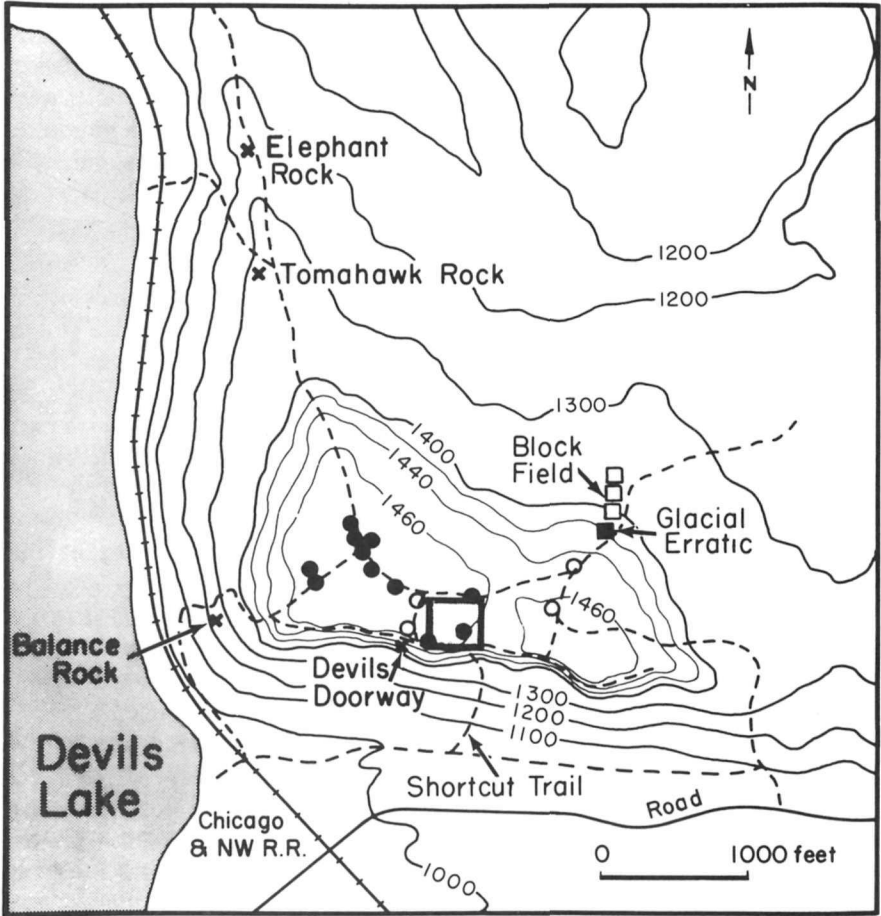 N
Elephant
Rock
1200
Tomahawk Rock
1200
1300
1400
Block
Field
1440
1460
Glacial
Erratic
1460
Balance
Rock
Devils
Doorway
1300
1200
1100
Devils
Lake
Shortcut Trail
Road
Chicago
& NW R.R.
1000
0 1000 feet